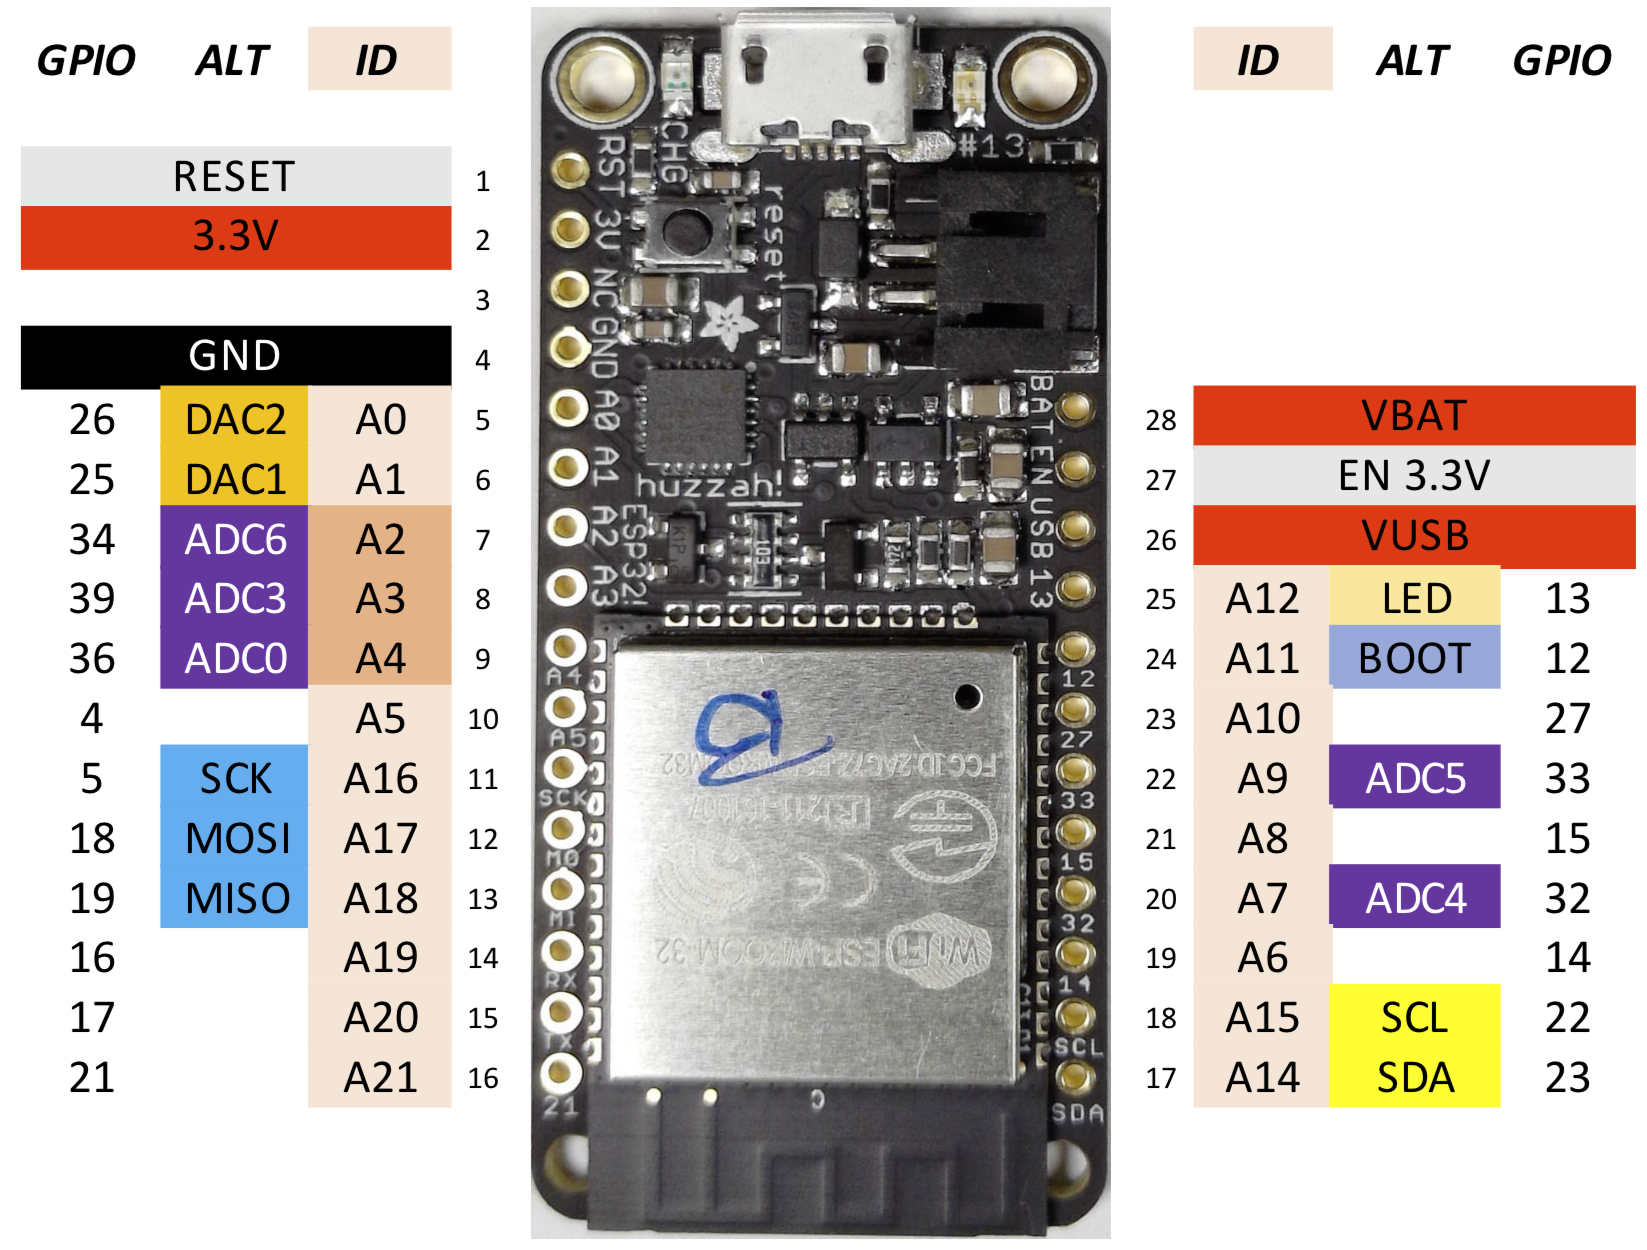 GPIO ALT ID
ID ALT GPIO
RESET 1
3.3V 2
3
GND 4
26 DAC2 A0 5
25 DAC1 A1 6
34 ADC6 A2 7
39 ADC3 A3 8
36 ADC0 A4 9
4 A5 10
5 SCK A16 11
18 MOSI A17 12
19 MISO A18 13
16 A19 14
17 A20 15
21 A21 16
RST
3V
NC
GND
A0
A1
A2
A3
A4
A5
SCK
MO
MI
RX
TX
21
CHG
reset
#13
huzzah!
ESP32!
103
FCC ID:2AC7Z-ESPWROOM32
CE
WiFi ESP-WROOM-32
BAT
EN
USB
13
12
27
33
15
32
14
SCL
SDA
28 VBAT
27 EN 3.3V
26 VUSB
25 A12 LED 13
24 A11 BOOT 12
23 A10 27
22 A9 ADC5 33
21 A8 15
20 A7 ADC4 32
19 A6 14
18 A15 SCL 22
17 A14 SDA 23